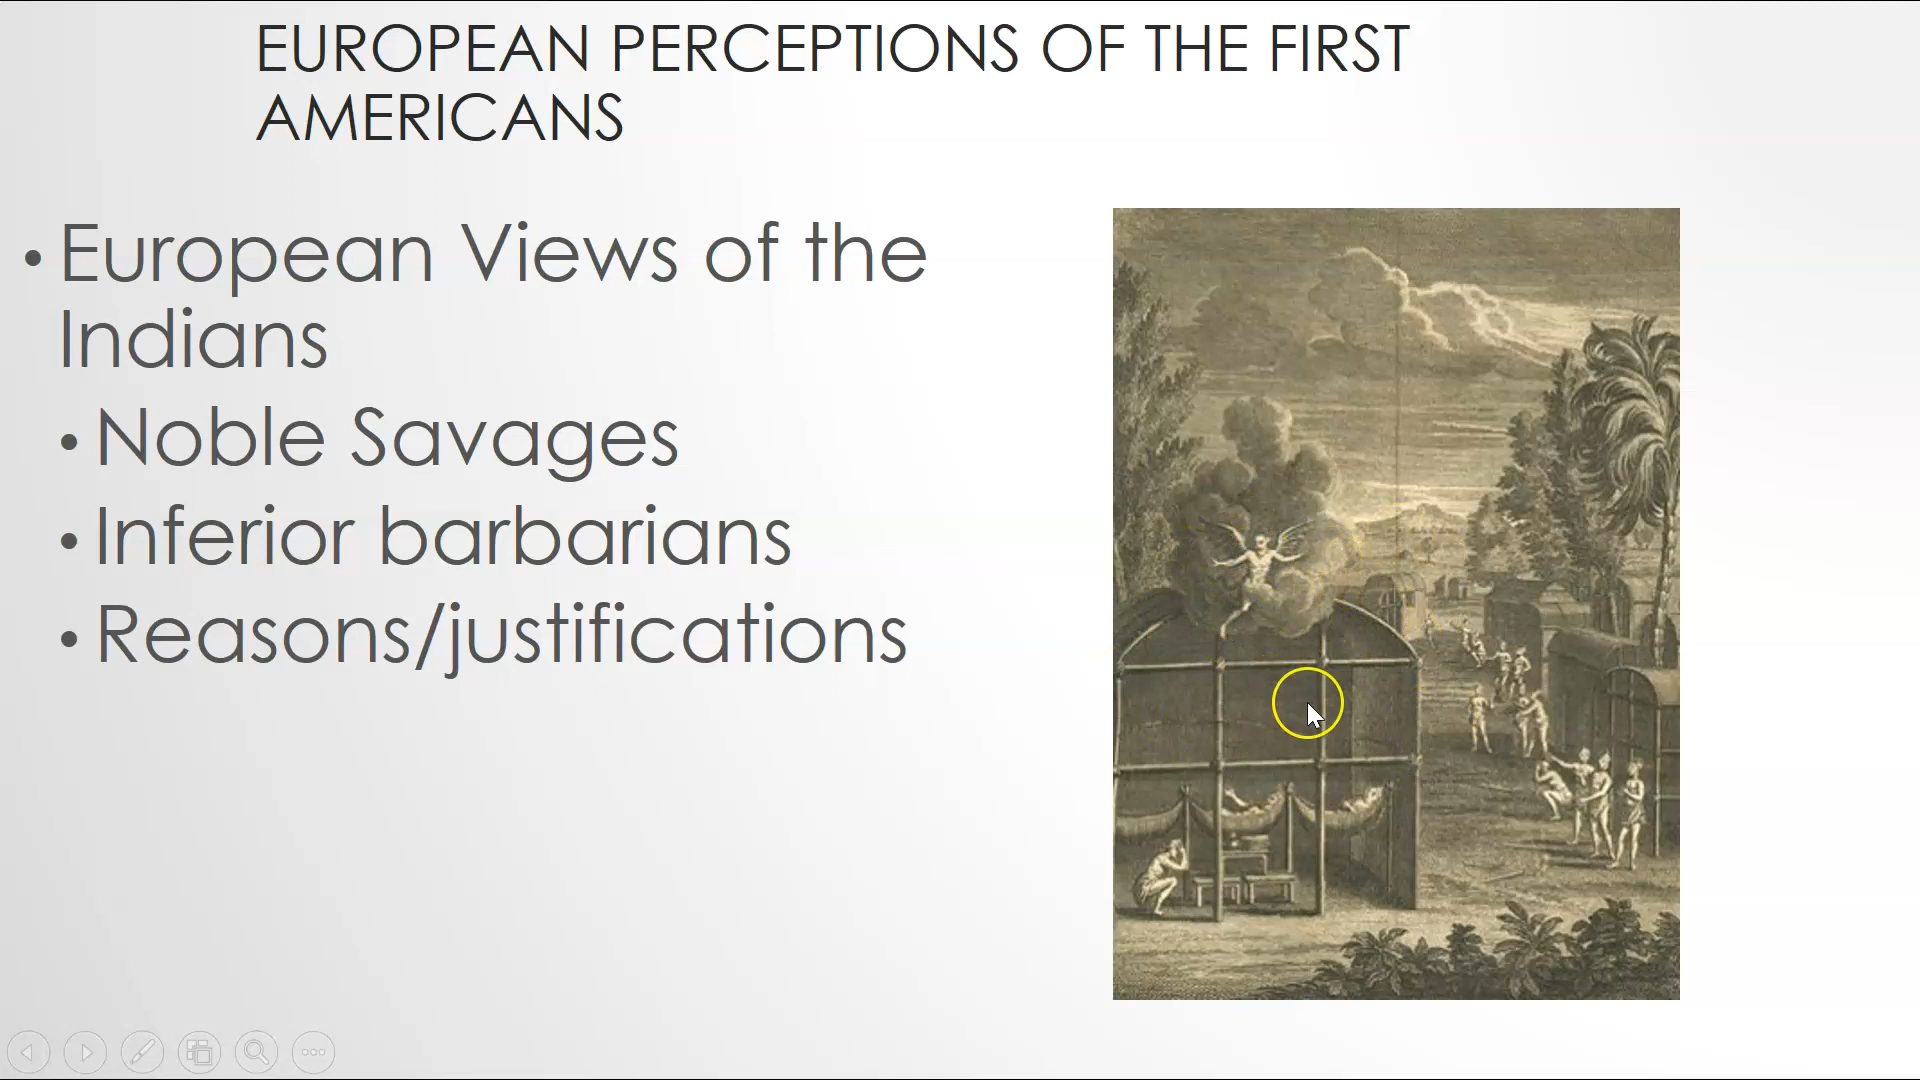 EUROPEAN PERCEPTIONS OF THE FIRST
AMERICANS
• European Views of the
Indians
• Noble Savages
• Inferior barbarians
• Reasons/justifications